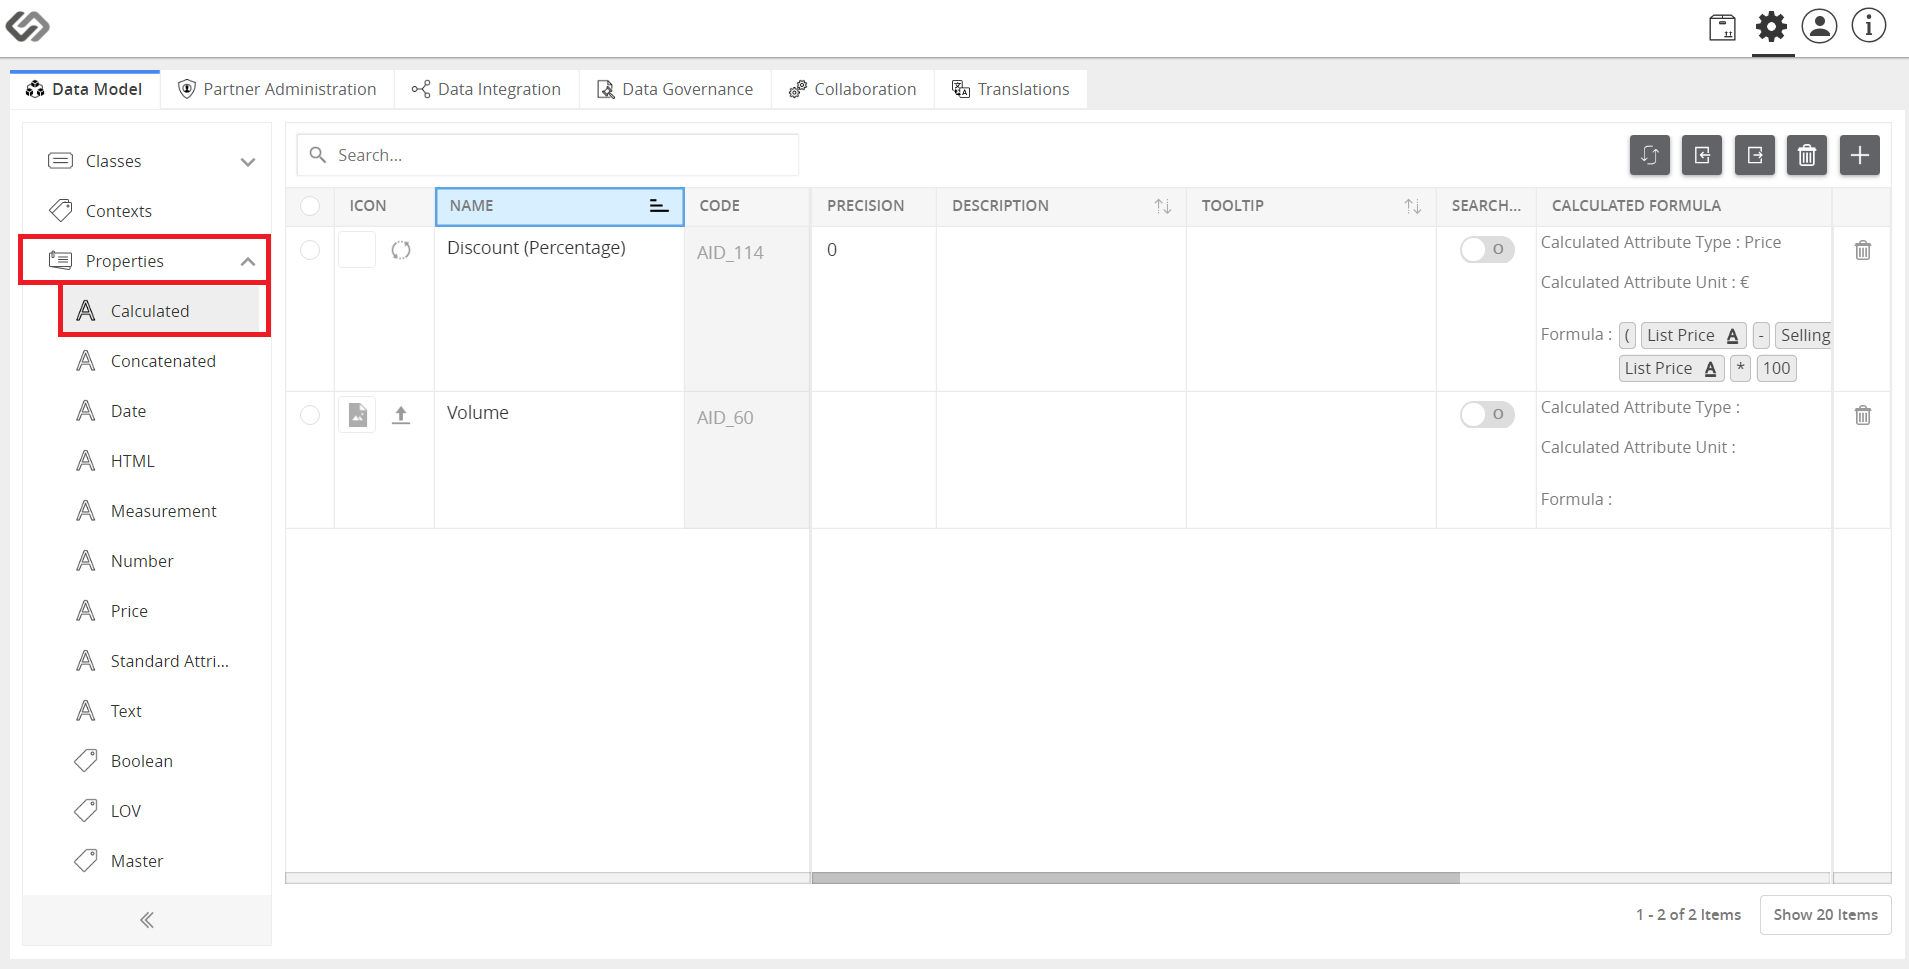 Data Model
Partner Administration
Data Integration
Data Governance
Collaboration
Translations
Classes
Contexts
Properties
Calculated
Concatenated
Date
HTML
Measurement
Number
Price
Standard Attri...
Text
Boolean
LOV
Master
Search...
ICON NAME CODE PRECISION DESCRIPTION TOOLTIP SEARCH... CALCULATED FORMULA
Discount (Percentage) AID_114 0
Calculated Attribute Type : Price
Calculated Attribute Unit : €
Formula : ( List Price A - Selling
List Price A * 100
Volume AID_60
Calculated Attribute Type :
Calculated Attribute Unit :
Formula :
1 - 2 of 2 Items Show 20 Items